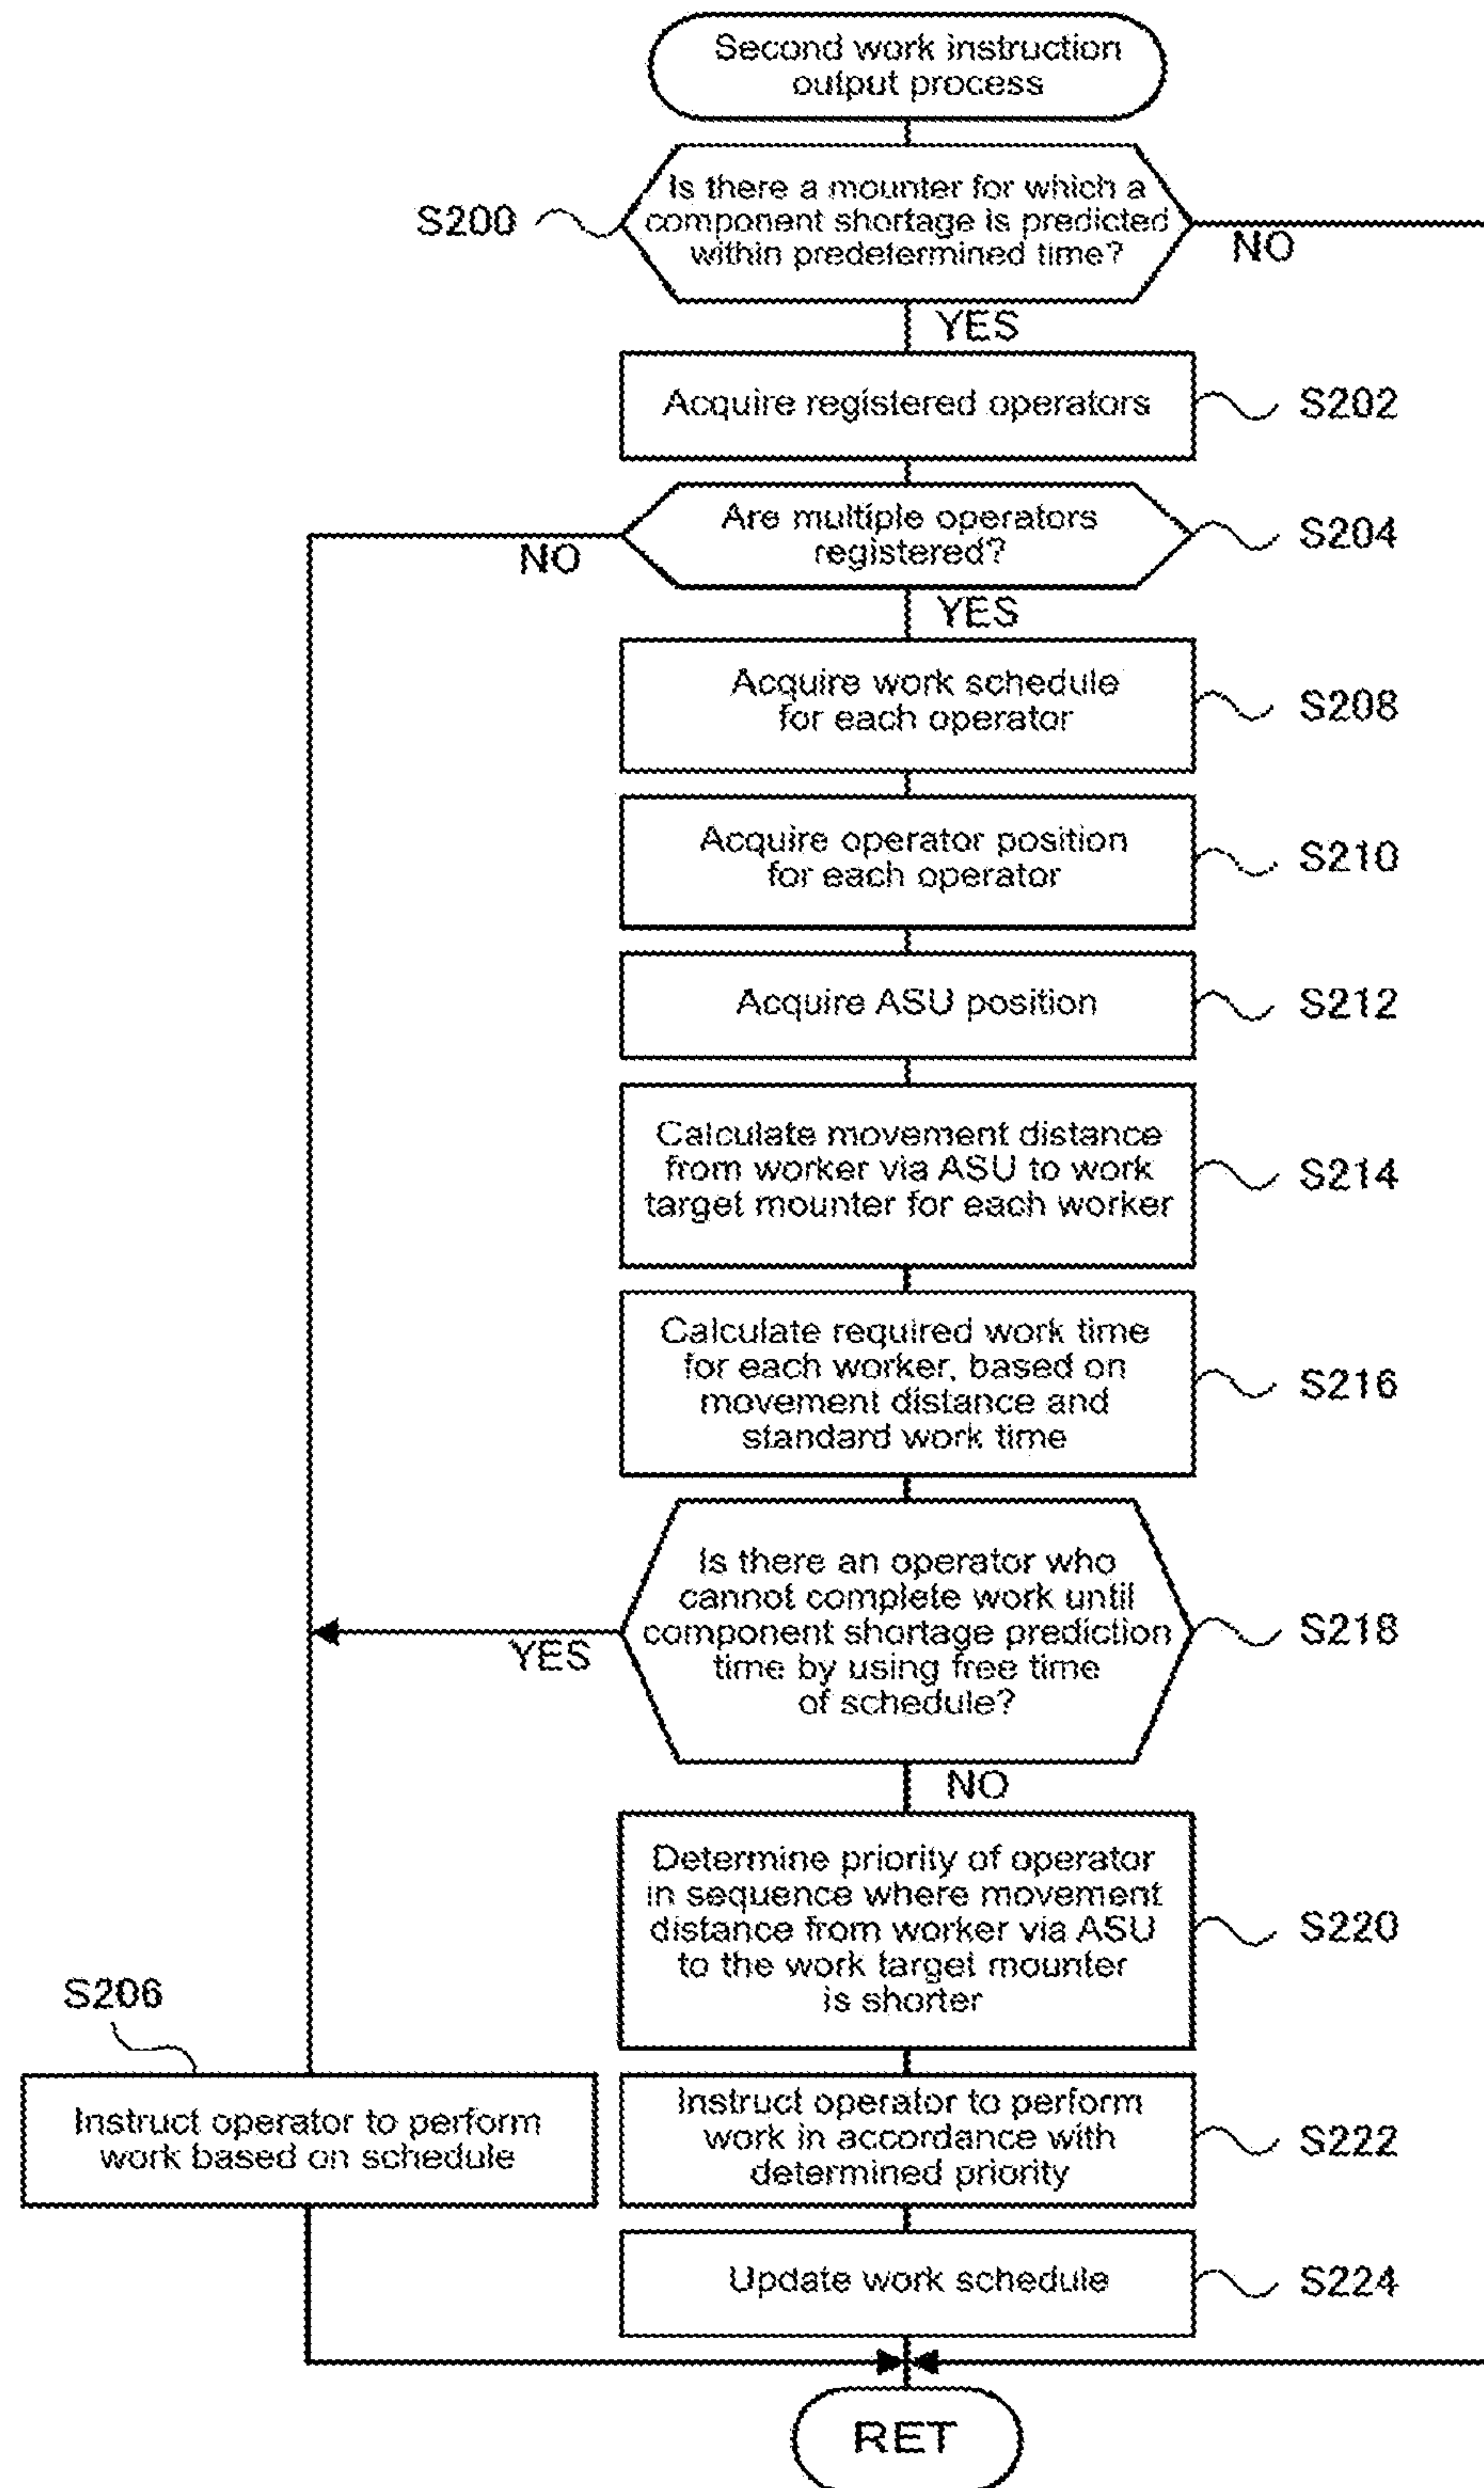 Second work instruction
output process
S200
Is there a mounter for which a
component shortage is predicted
within predetermined time?
NO
YES
Acquire registered operators
S202
Are multiple operators
registered?
S204
NO
YES
Acquire work schedule
for each operator
S208
Acquire operator position
for each operator
S210
Acquire ASU position
S212
Calculate movement distance
from worker via ASU to work
target mounter for each worker
S214
Calculate required work time
for each worker, based on
movement distance and
standard work time
S216
Is there an operator who
cannot complete work until
component shortage prediction
time by using free time
of schedule?
S218
YES
NO
Determine priority of operator
in sequence where movement
distance from worker via ASU
to the work target mounter
is shorter
S220
S206
Instruct operator to perform
work based on schedule
Instruct operator to perform
work in accordance with
determined priority
S222
Update work schedule
S224
RET